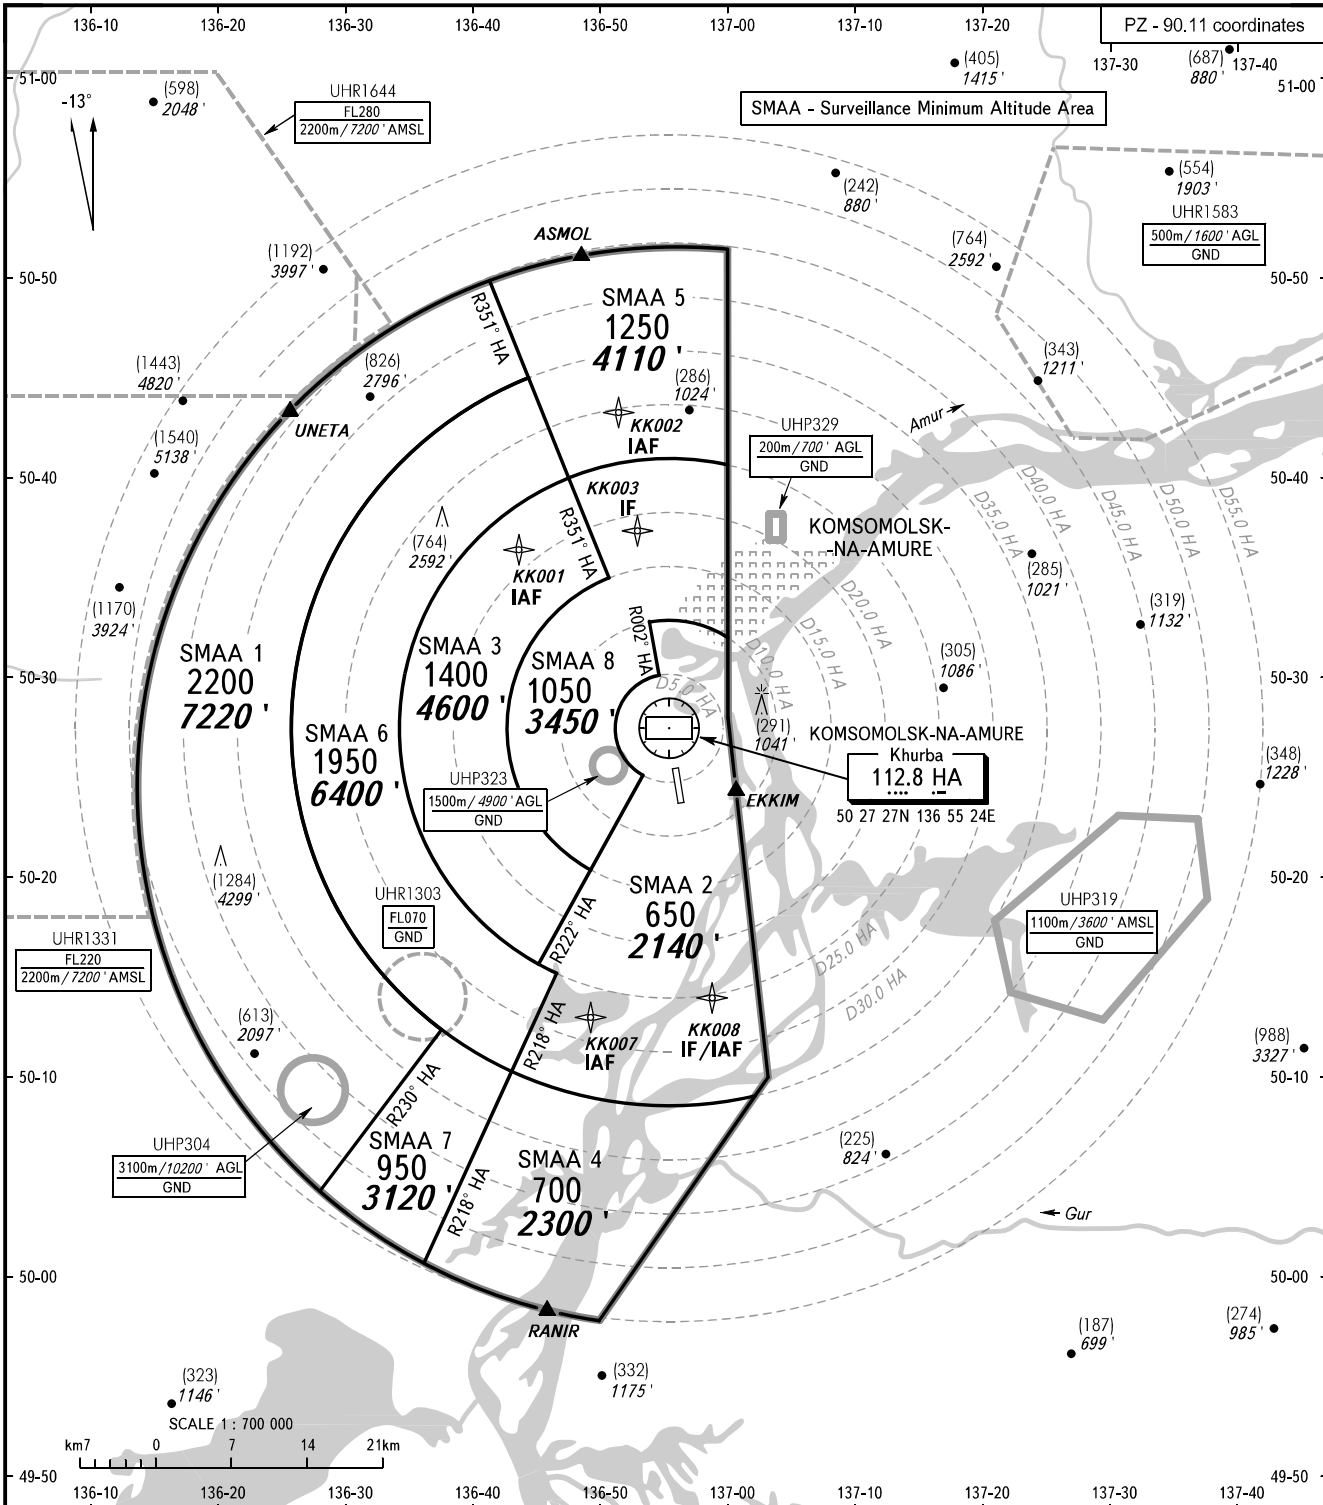 136-10 136-20 136-30 136-40 136-50 137-00 137-10 137-20
PZ - 90.11 coordinates
137-30 137-40
51-00 51-00
-13°
(598)
2048 '
UHR1644
FL280
2200m/7200' AMSL
(405)
1415 '
(687)
880 '
SMAA - Surveillance Minimum Altitude Area
(242)
880 '
(554)
1903 '
UHR1583
500m/1600' AGL
GND
(764)
2592 '
(1192)
3997 '
ASMOL
50-50 50-50
R351° HA
SMAA 5
1250
4110 '
(343)
1211 '
(1443)
4820 '
(826)
2796 '
(286)
1024 '
UNETA
KK002
IAF
Amur
UHP329
200m/700' AGL
GND
(1540)
5138 '
50-40 50-40
KK003
IF
R351° HA
(764)
2592 '
KK001
IAF
KOMSOMOLSK-
-NA-AMURE
D35.0 HA
D40.0 HA
D45.0 HA
D50.0 HA
D55.0 HA
(285)
1021 '
(1170)
3924 '
(319)
1132 '
D20.0 HA
D15.0 HA
D10.0 HA
D5.0 HA
R002° HA
SMAA 1
2200
7220 '
SMAA 3
1400
4600 '
SMAA 8
1050
3450 '
(305)
1086 '
50-30 50-30
SMAA 6
1950
6400 '
(291)
1041 '
KOMSOMOLSK-NA-AMURE
Khurba
112.8 HA
50 27 27N 136 55 24E
(348)
1228 '
UHP323
1500m/4900' AGL
GND
EKKIM
50-20 50-20
(1284)
4299 '
UHR1303
FL070
GND
SMAA 2
650
2140 '
R222° HA
UHP319
1100m/3600' AMSL
GND
UHR1331
FL220
2200m/7200' AMSL
D25.0 HA
D30.0 HA
R218° HA
KK007
IAF
KK008
IF/IAF
(613)
2097 '
(988)
3327 '
50-10 50-10
R230° HA
UHP304
3100m/10200' AGL
GND
SMAA 7
950
3120 '
R218° HA
SMAA 4
700
2300 '
(225)
824 '
Gur
50-00 50-00
RANIR
(274)
985 '
(187)
699 '
(323)
1146 '
(332)
1175 '
SCALE 1 : 700 000
km7 0 7 14 21km
49-50 49-50
136-10 136-20 136-30 136-40 136-50 137-00 137-10 137-20 137-30 137-40